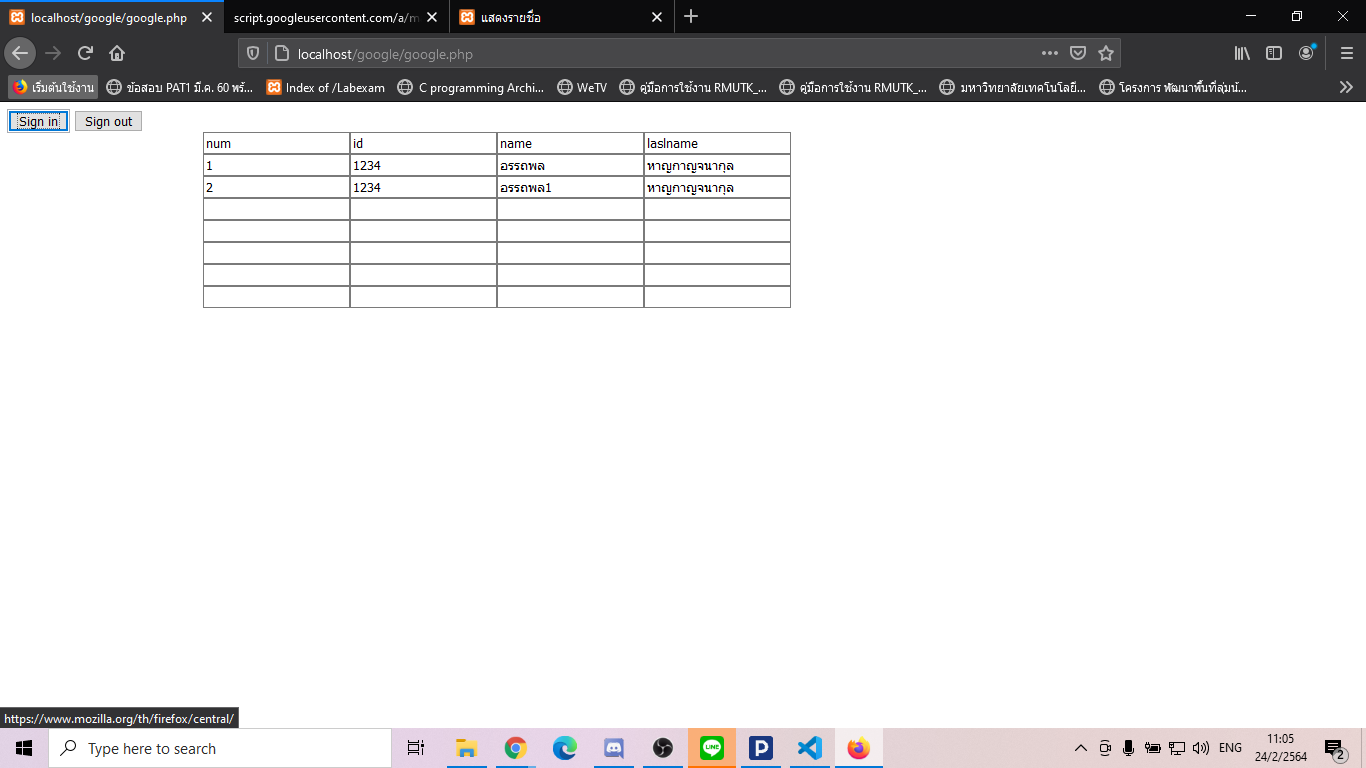 localhost/google/google.php
script.googleusercontent.com/a/m
แสดงรายชื่อ
localhost/google/google.php
เริ่มต้นใช้งาน
ข้อสอบ PAT1 มี.ค. 60 พร้...
Index of /Labexam
C programming Archi...
WeTV
คู่มือการใช้งาน RMUTK_...
คู่มือการใช้งาน RMUTK_...
มหาวิทยาลัยเทคโนโลยี...
โครงการ พัฒนาพื้นที่ลุ่มน้...
Sign in
Sign out
num id name laslname
1 1234 อรรถพล หาญกาญจนากุล
2 1234 อรรถพล1 หาญกาญจนากุล
https://www.mozilla.org/th/firefox/central/
Type here to search
LINE
P
ENG
11:05
24/2/2564
2